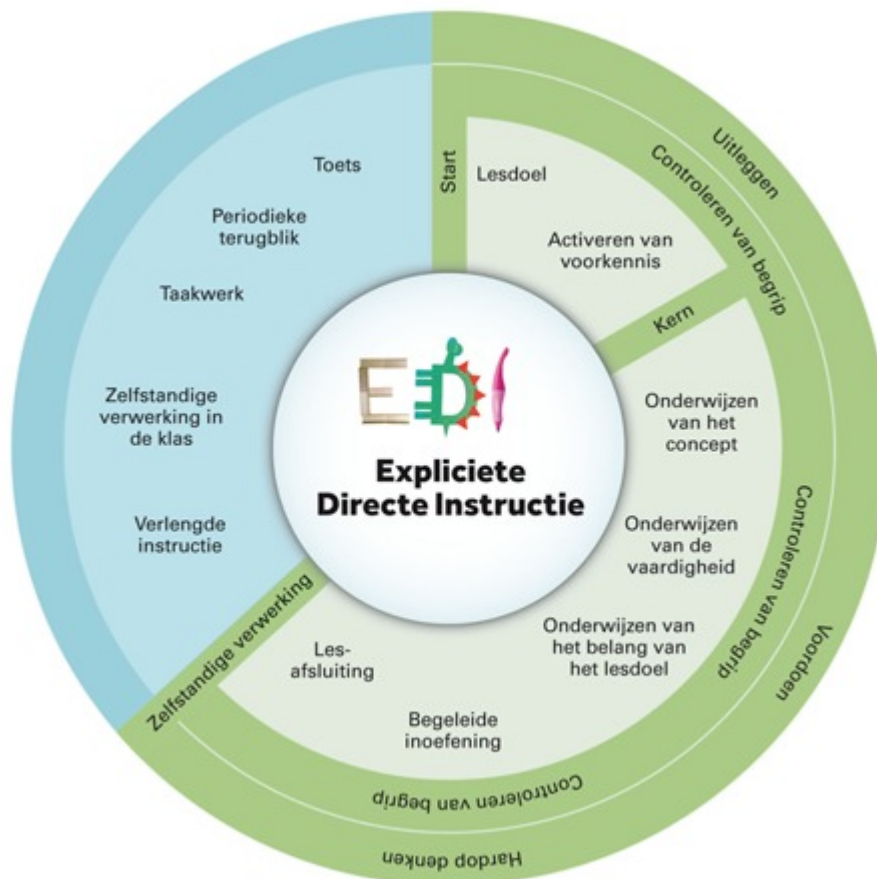 EDI
Expliciete
Directe Instructie
Start
Lesdoel
Activeren van
voorkennis
Kern
Onderwijzen
van het
concept
Onderwijzen
van de
vaardigheid
Onderwijzen van
het belang van
het lesdoel
Begeleide
inoefening
Les-
afsluiting
Zelfstandige verwerking
Verlengde
instructie
Zelfstandige
verwerking in
de klas
Taakwerk
Periodieke
terugblik
Toets
Controleren van begrip
Controleren van begrip
Controleren van begrip
Uitleggen
Voordoen
Hardop denken